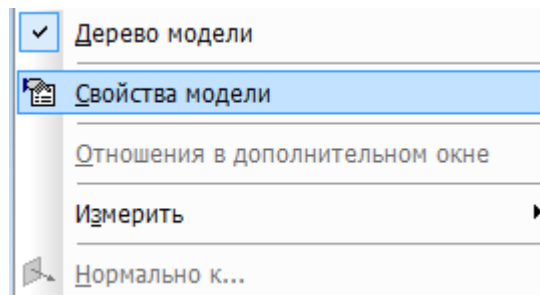 Дерево модели
Свойства модели
Отношения в дополнительном окне
Измерить
Нормально к...